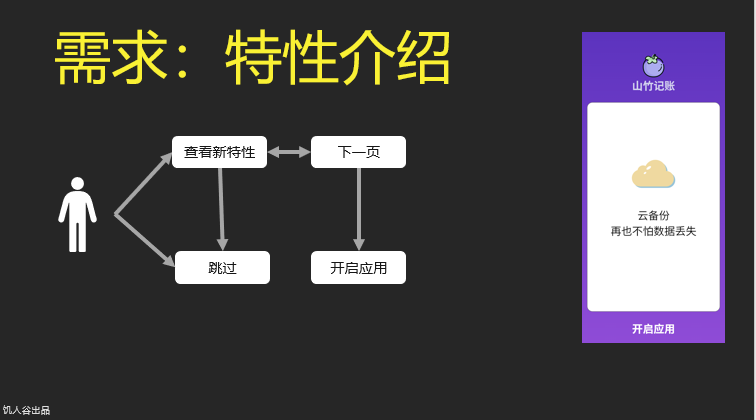 需求：特性介绍
查看新特性
下一页
跳过
开启应用
山竹记账
云备份
再也不怕数据丢失
开启应用
饥人谷出品